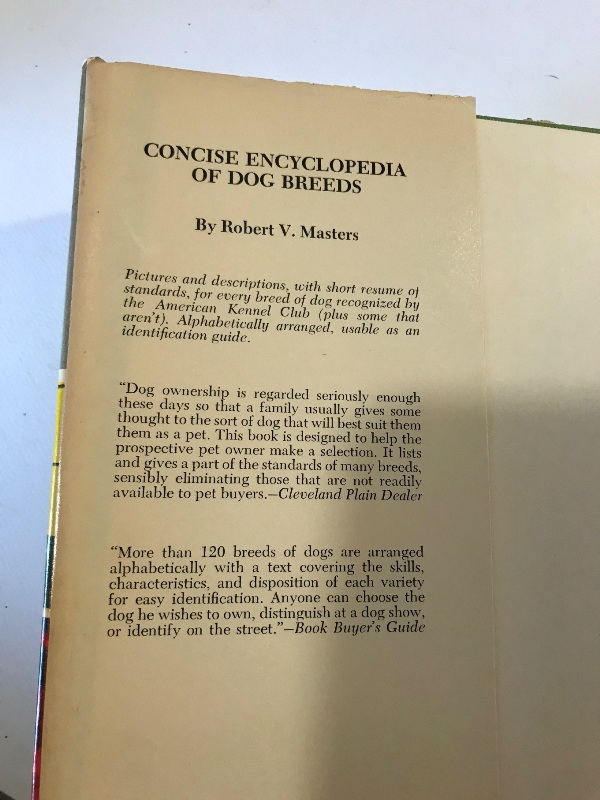 CONCISE ENCYCLOPEDIA
OF DOG BREEDS
By Robert V. Masters
Pictures and descriptions, with short resume of
standards, for every breed of dog recognized by
the American Kennel Club (plus some that
aren't). Alphabetically arranged, usable as an
identification guide.
“Dog ownership is regarded seriously enough
these days so that a family usually gives some
thought to the sort of dog that will best suit them
them as a pet. This book is designed to help the
prospective pet owner make a selection. It lists
and gives a part of the standards of many breeds,
sensibly eliminating those that are not readily
available to pet buyers.—Cleveland Plain Dealer
“More than 120 breeds of dogs are arranged
alphabetically with a text covering the skills,
characteristics, and disposition of each variety
for easy identification. Anyone can choose the
dog he wishes to own, distinguish at a dog show,
or identify on the street.”—Book Buyer's Guide